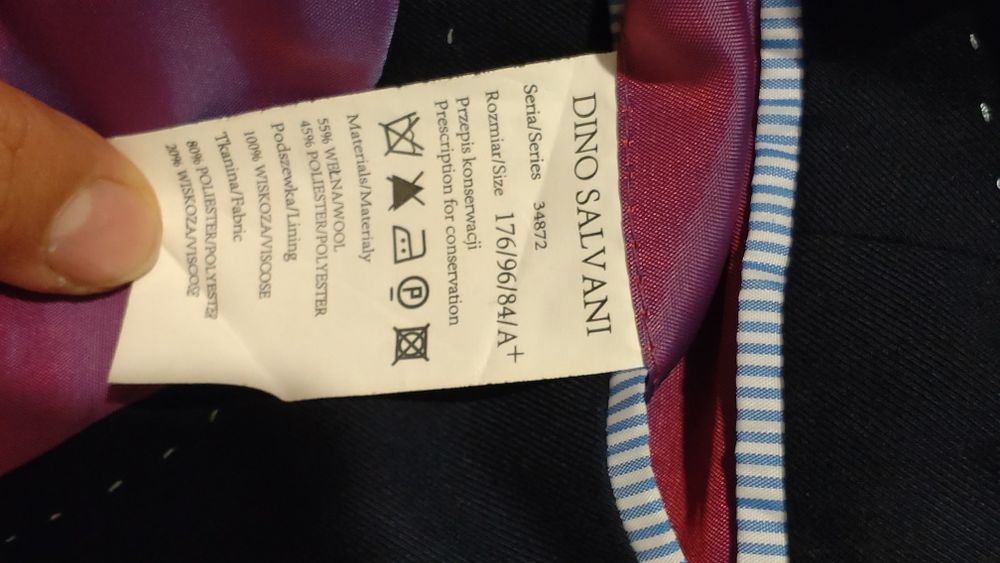 DINO SALVANI
Seria/Series 34872
Rozmiar/Size 176/96/84/A+
Przepis konserwacji
Prescription for conservation
P
Materials/Materialy
55% WEŁNA/WOOL
45% POLIESTER/POLYESTER
Podszewka/Lining
100% WISKOZA/VISCOSE
Tkanina/Fabric
80% POLIESTER/POLYESTER
20% WISKOZA/VISCOSE